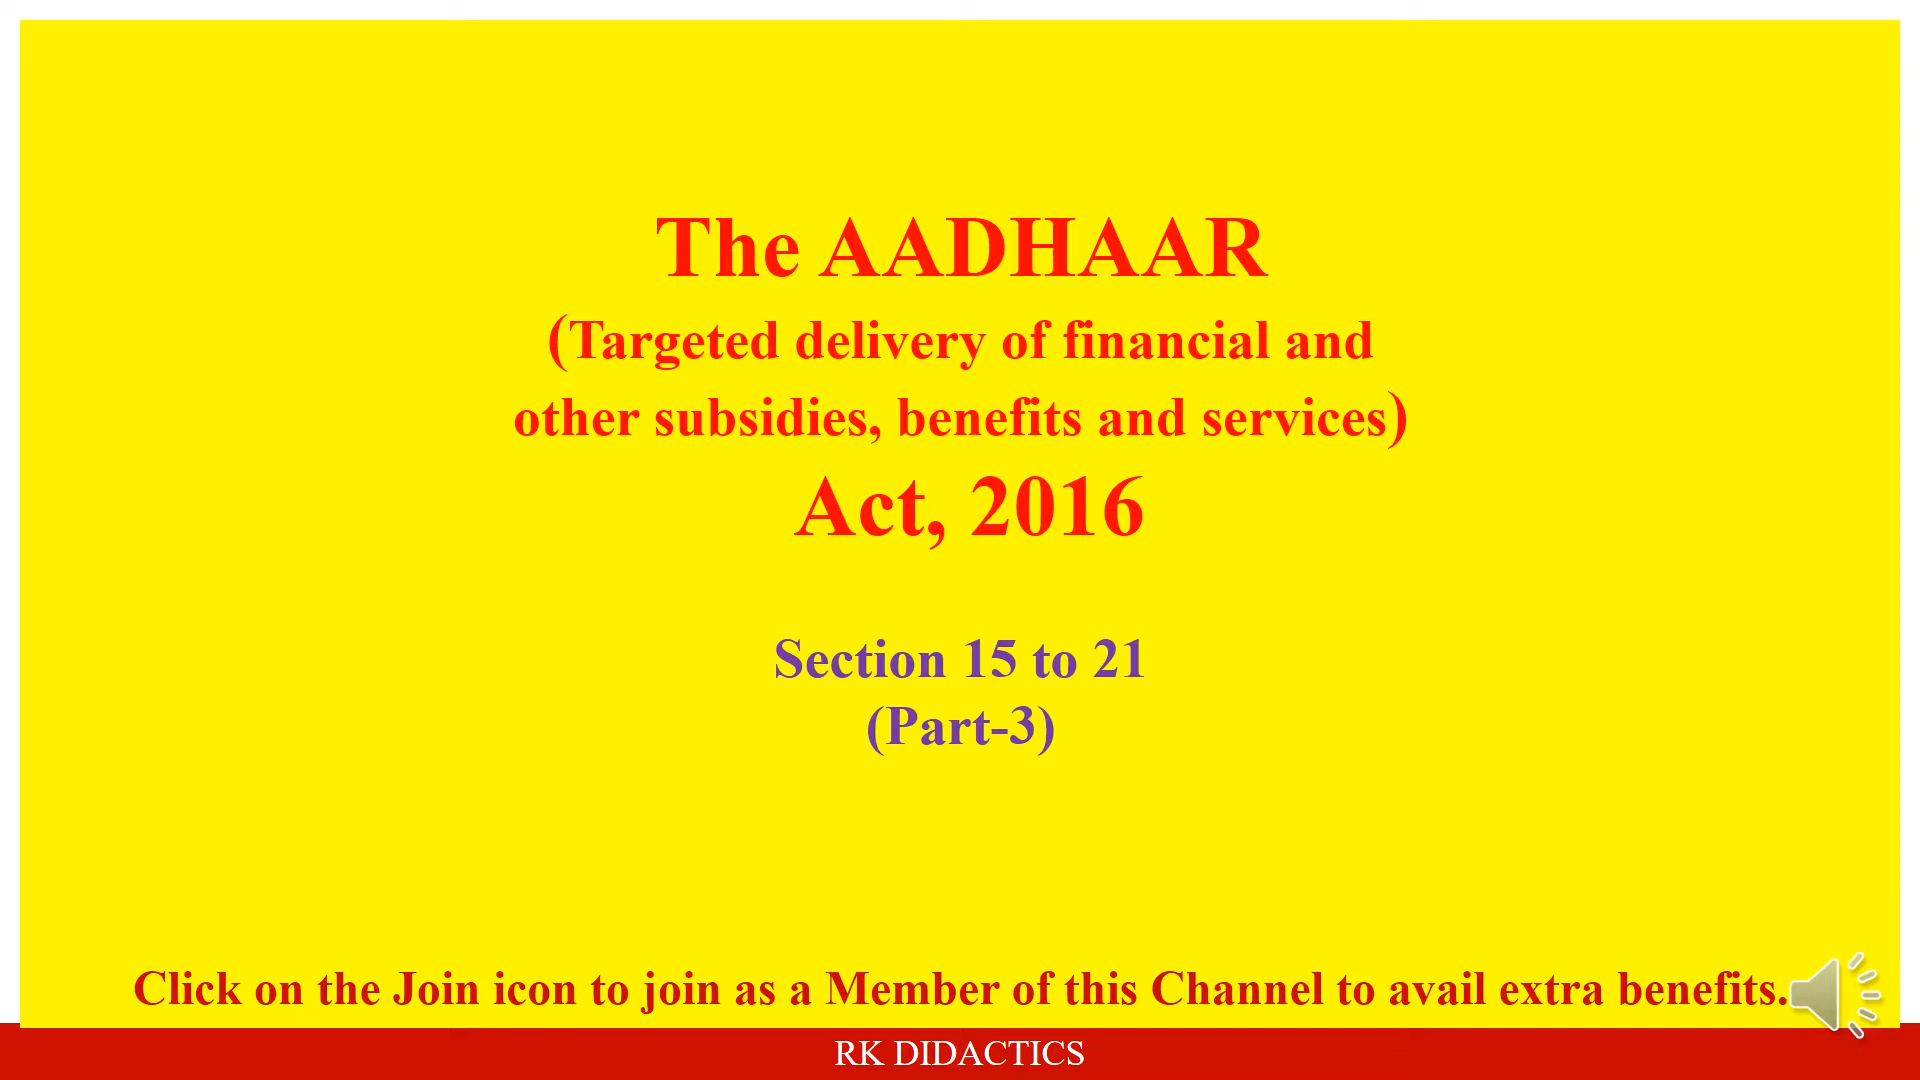 The AADHAAR
(Targeted delivery of financial and
other subsidies, benefits and services)
Act, 2016
Section 15 to 21
(Part-3)
Click on the Join icon to join as a Member of this Channel to avail extra benefits.
RK DIDACTICS